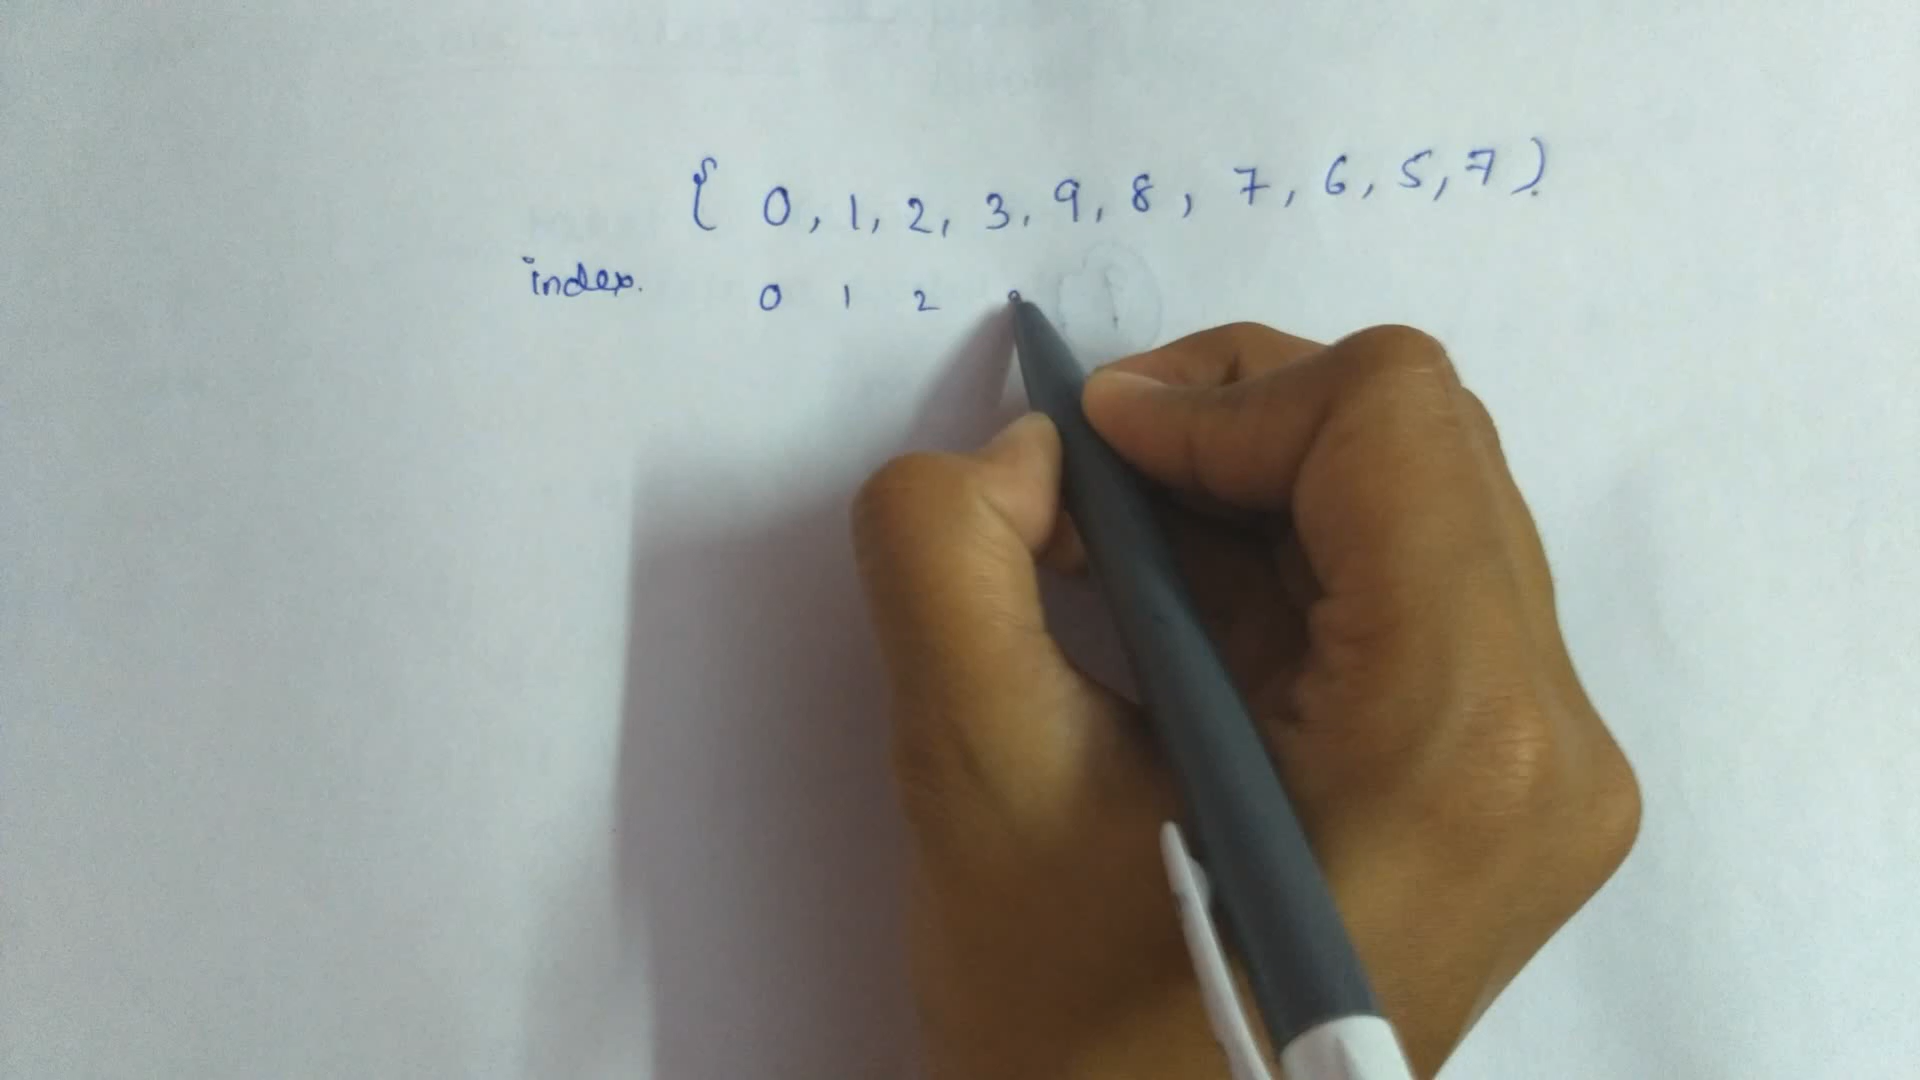 { 0, 1, 2, 3, 9, 8, 7, 6, 5, 7 }
index. 0 1 2